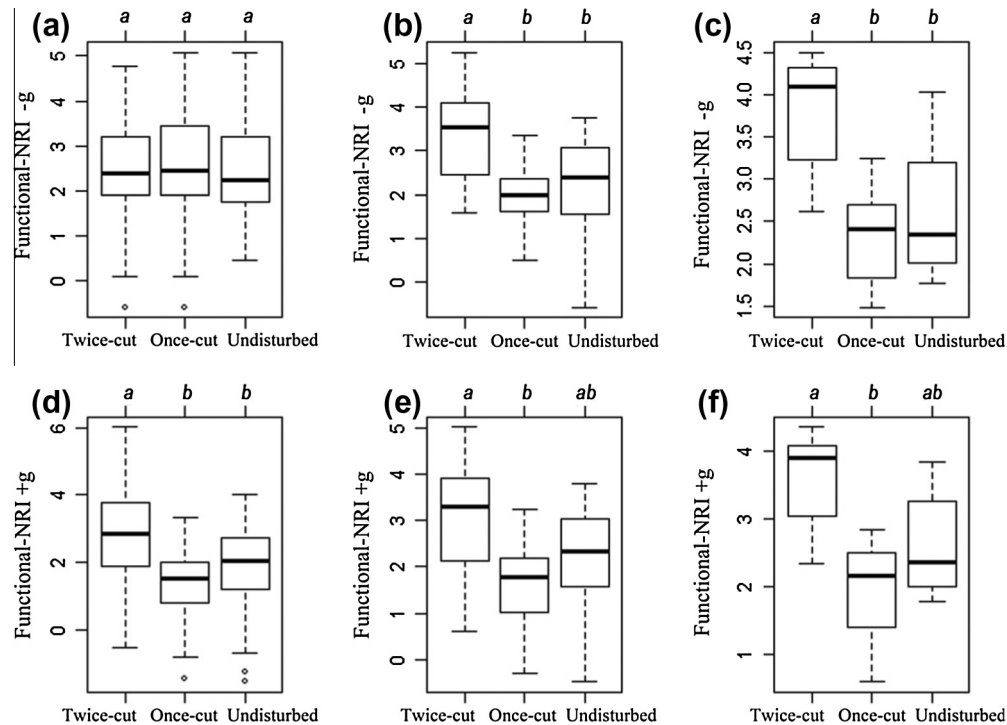 (a) a a a
Functional-NRI -g
5
4
3
2
0
Twice-cut Once-cut Undisturbed
(b) a b b
Functional-NRI -g
5
4
3
2
1
0
Twice-cut Once-cut Undisturbed
(c) a b b
Functional-NRI -g
4.5
4.0
3.5
3.0
2.5
2.0
1.5
Twice-cut Once-cut Undisturbed
(d) a b b
Functional-NRI +g
6
4
2
0
Twice-cut Once-cut Undisturbed
(e) a b ab
Functional-NRI +g
5
4
3
2
1
0
Twice-cut Once-cut Undisturbed
(f) a b ab
Functional-NRI +g
4
3
2
1
Twice-cut Once-cut Undisturbed